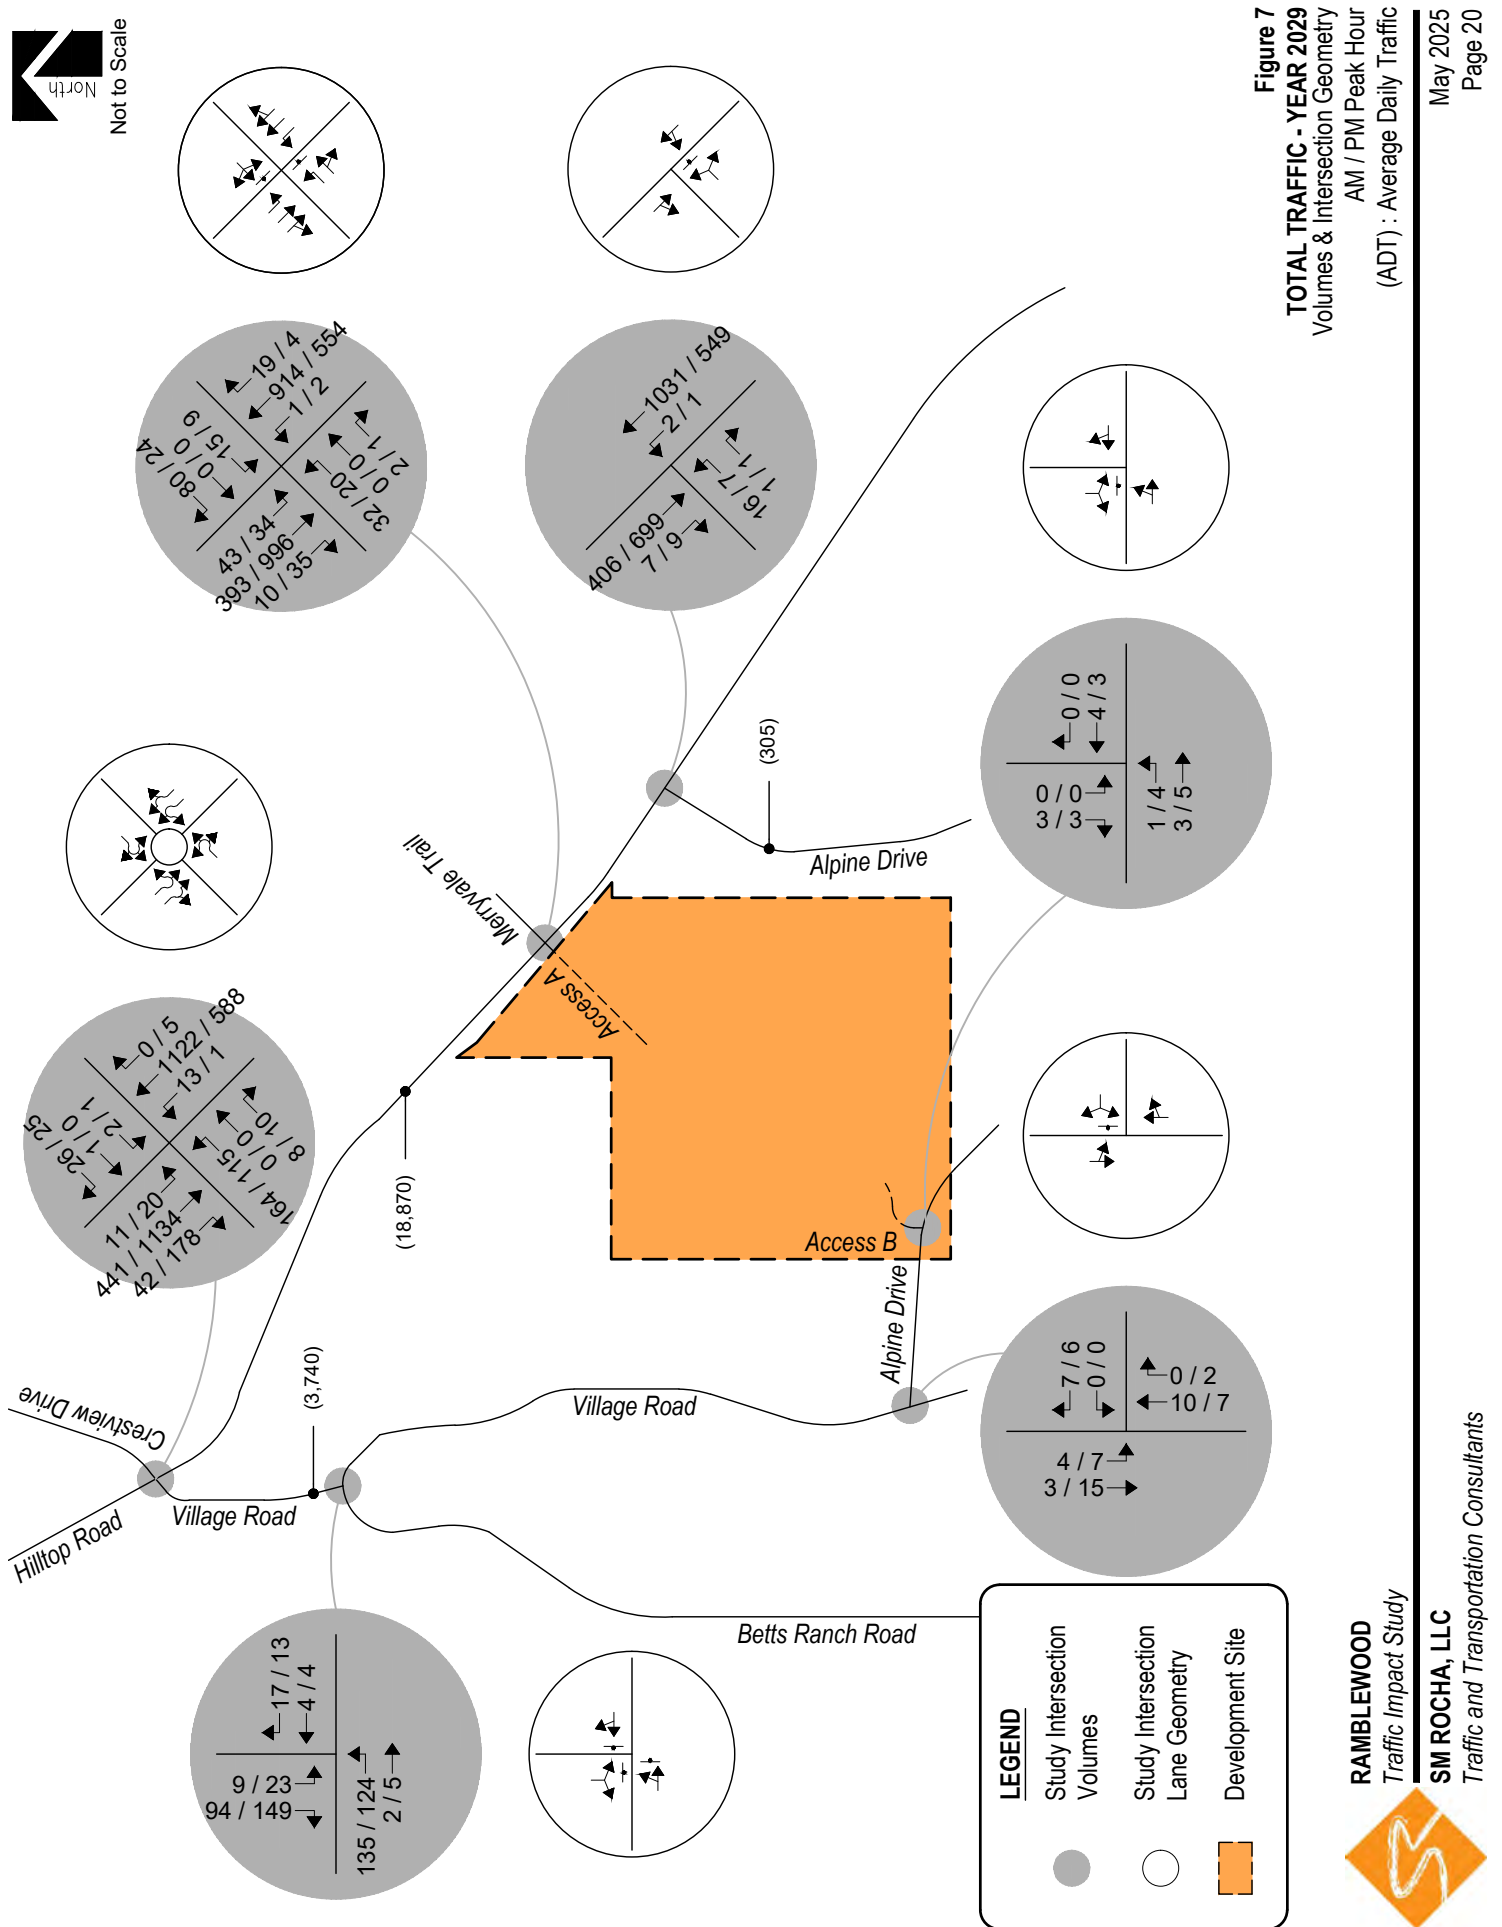 North
Not to Scale
Figure 7
TOTAL TRAFFIC - YEAR 2029
Volumes & Intersection Geometry
AM / PM Peak Hour
(ADT) : Average Daily Traffic
May 2025
Page 20
19 / 4
914 / 554
1 / 2
15 / 9
0 / 0
80 / 24
43 / 34
393 / 996
10 / 35
32 / 20
0 / 0
2 / 1
1031 / 549
2 / 1
406 / 699
7 / 9
16 / 7
1 / 1
0 / 0
4 / 3
0 / 0
3 / 3
1 / 4
3 / 5
(305)
Alpine Drive
Merryvale Trail
Access A
0 / 5
1122 / 588
13 / 1
2 / 1
1 / 0
26 / 25
11 / 20
441 / 1134
42 / 178
164 / 115
0 / 0
8 / 10
(18,870)
Access B
Alpine Drive
7 / 6
0 / 0
0 / 2
10 / 7
4 / 7
3 / 15
(3,740)
Crestview Drive
Village Road
Village Road
Hilltop Road
Betts Ranch Road
17 / 13
4 / 4
9 / 23
94 / 149
135 / 124
2 / 5
LEGEND
Study Intersection
Volumes
Study Intersection
Lane Geometry
Development Site
RAMBLEWOOD
Traffic Impact Study
SM ROCHA, LLC
Traffic and Transportation Consultants